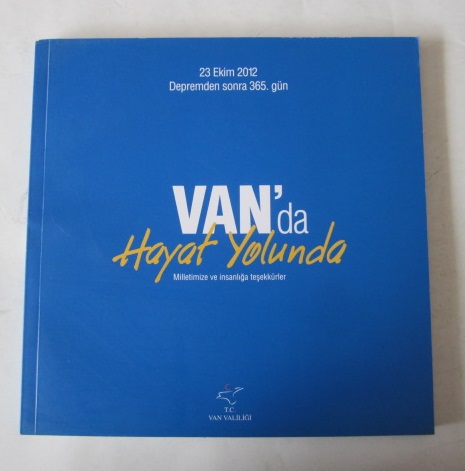 23 Ekim 2012
Depremden sonra 365. gün
VAN'da
Hayat Yolunda
Milletimize ve insanlığa teşekkürler
T.C.
VAN VALİLİĞİ